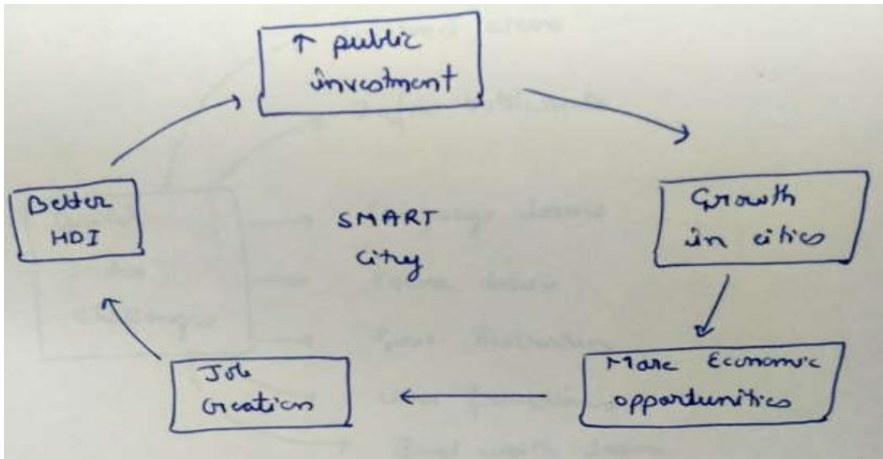 ↑ public
investment
Growth
in cities
More Economic
opportunities
Job
Creation
Better
HDI
SMART
City